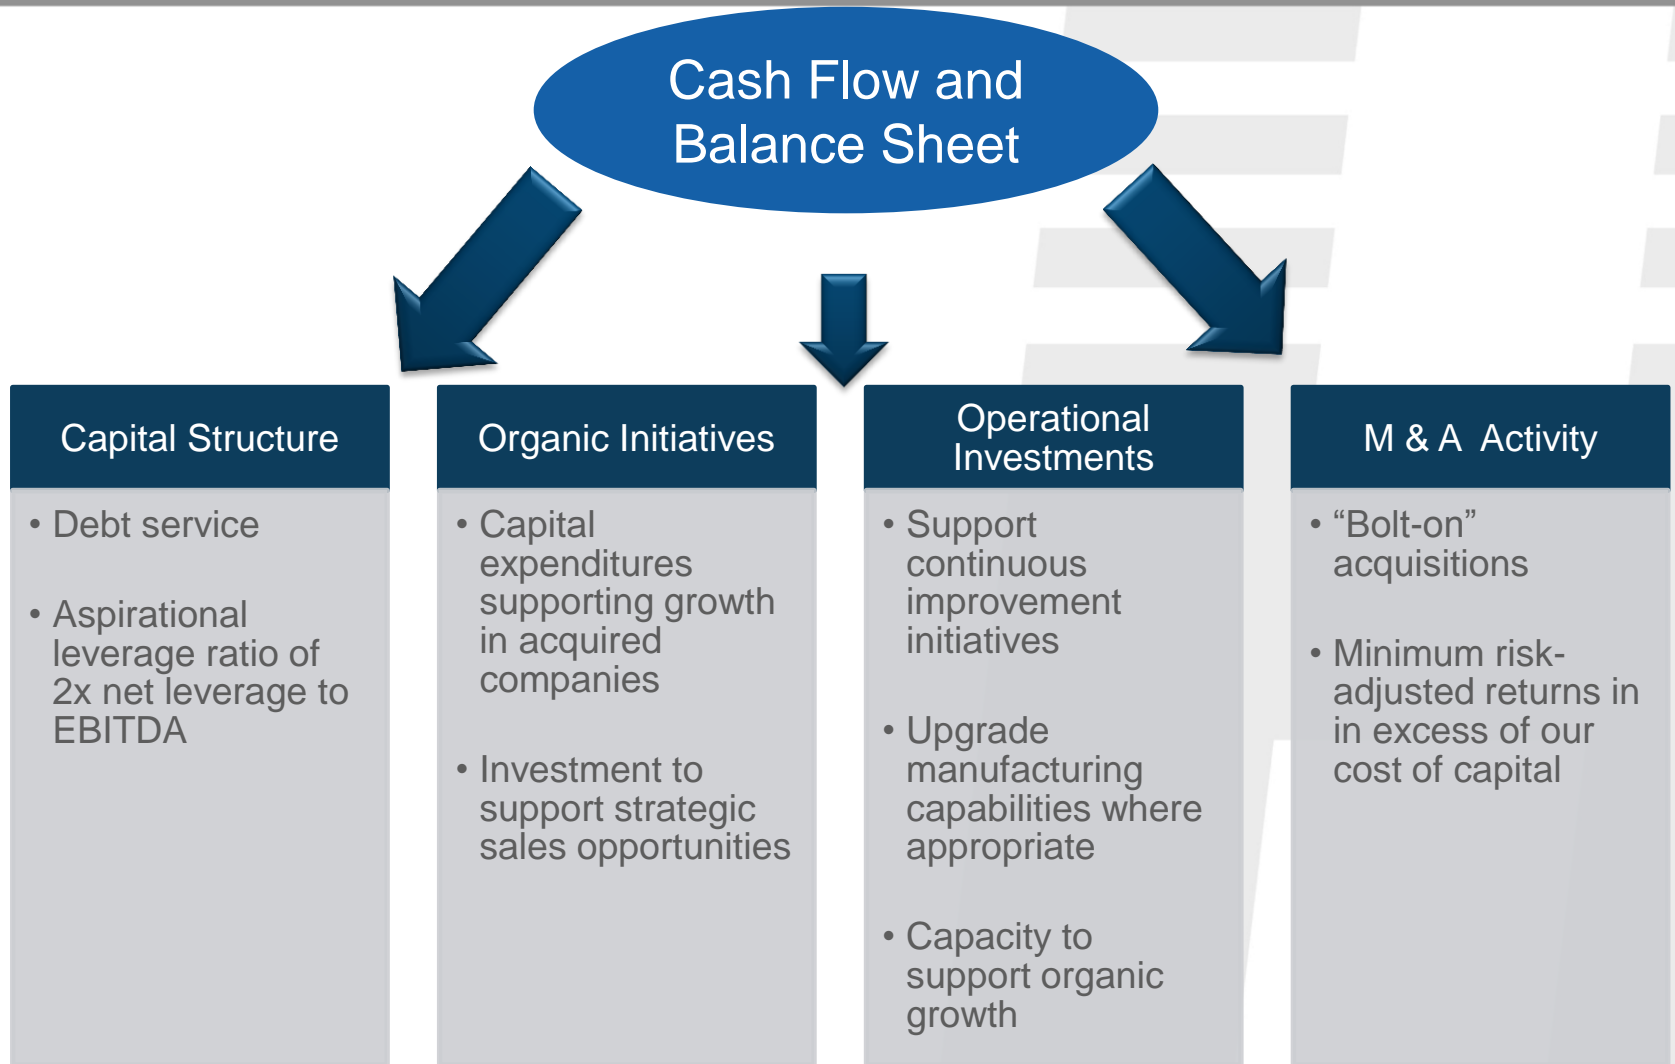 Cash Flow and
Balance Sheet
Capital Structure
• Debt service
• Aspirational
leverage ratio of
2x net leverage to
EBITDA
Organic Initiatives
• Capital
expenditures
supporting growth
in acquired
companies
• Investment to
support strategic
sales opportunities
Operational
Investments
• Support
continuous
improvement
initiatives
• Upgrade
manufacturing
capabilities where
appropriate
• Capacity to
support organic
growth
M & A  Activity
• “Bolt-on”
acquisitions
• Minimum risk-
adjusted returns in
in excess of our
cost of capital